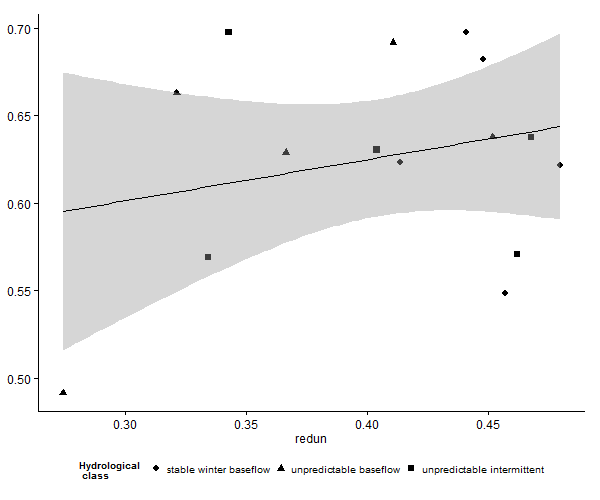 0.70
0.65
0.60
0.55
0.50
0.30 0.35 0.40 0.45
redun
Hydrological
class
stable winter baseflow unpredictable baseflow unpredictable intermittent